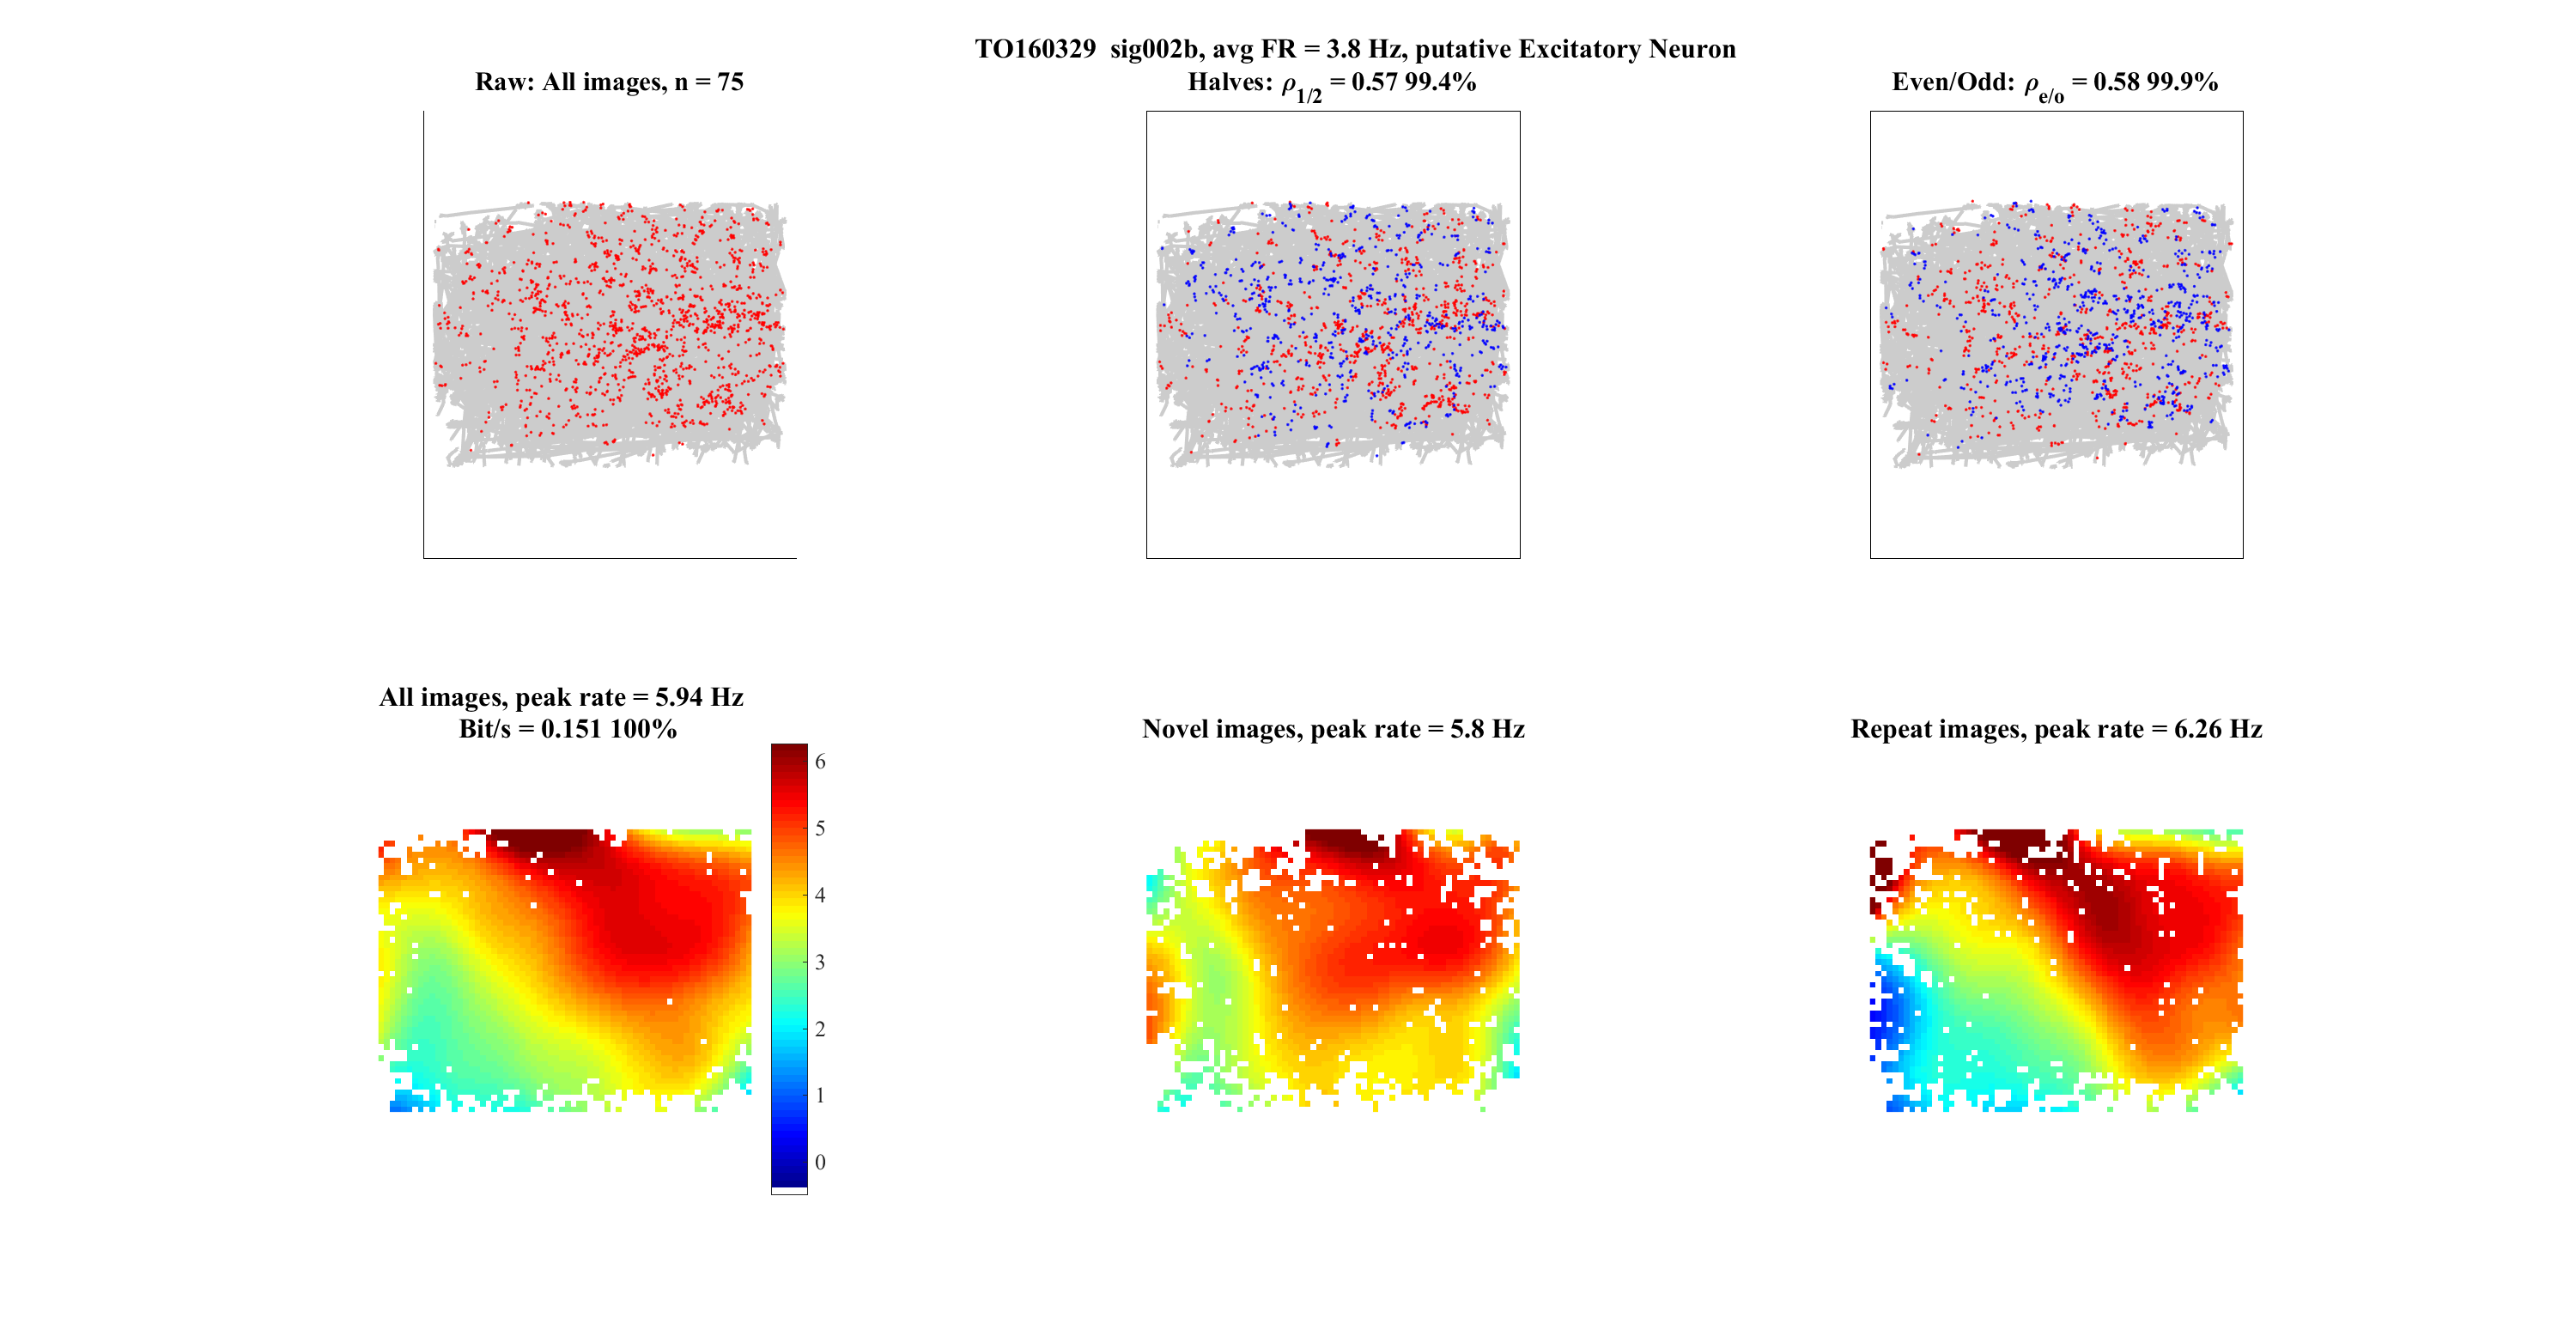 TO160329  sig002b, avg FR = 3.8 Hz, putative Excitatory Neuron
Raw: All images, n = 75
Halves: ρ1/2 = 0.57 99.4%
Even/Odd: ρe/o = 0.58 99.9%
All images, peak rate = 5.94 Hz
Bit/s = 0.151 100%
Novel images, peak rate = 5.8 Hz
Repeat images, peak rate = 6.26 Hz
6
5
4
3
2
1
0